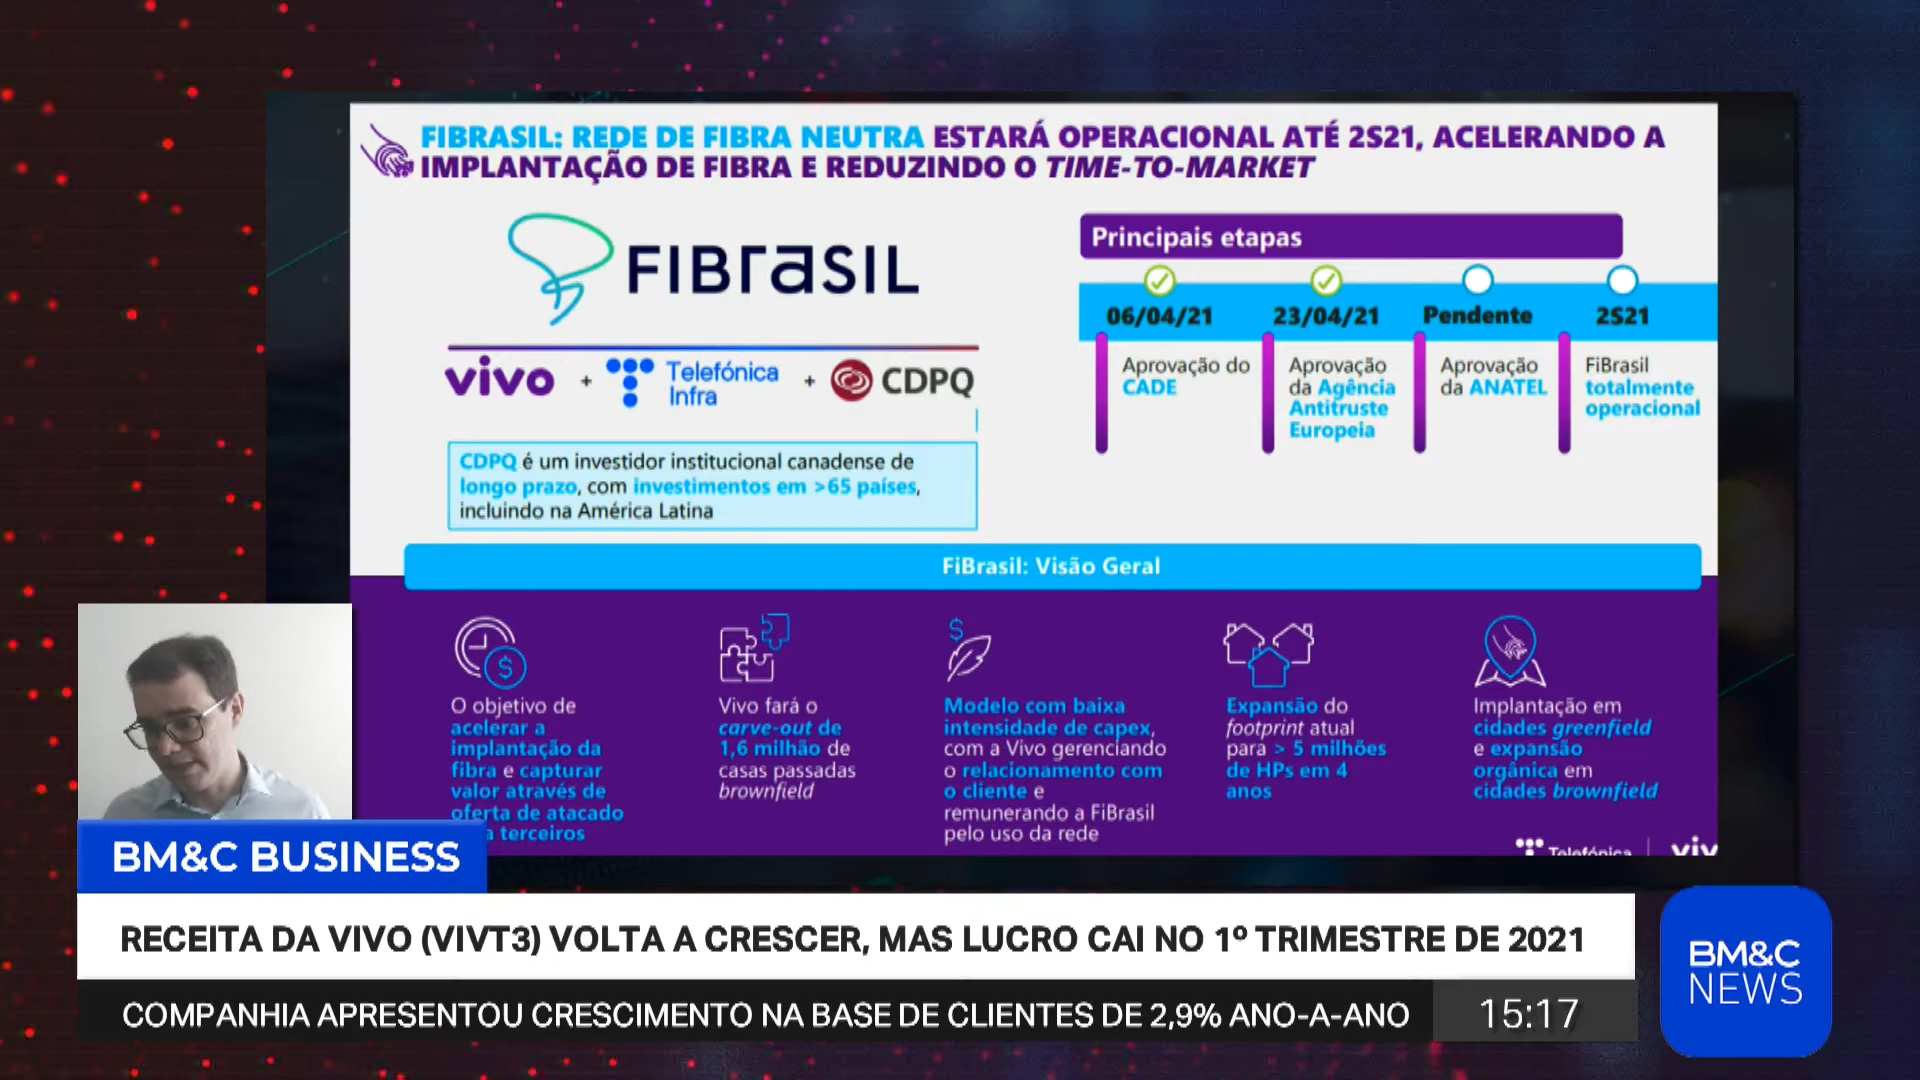 FIBRASIL: REDE DE FIBRA NEUTRA ESTARÁ OPERACIONAL ATÉ 2S21, ACELERANDO A
IMPLANTAÇÃO DE FIBRA E REDUZINDO O TIME-TO-MARKET
FIBrasil
vivo + Telefónica
Infra + CDPQ
CDPQ é um investidor institucional canadense de
longo prazo, com investimentos em >65 países,
incluindo na América Latina
Principais etapas
06/04/21
23/04/21
Pendente
2S21
Aprovação do
CADE
Aprovação
da Agência
Antitruste
Europeia
Aprovação
da ANATEL
FiBrasil
totalmente
operacional
FiBrasil: Visão Geral
$
O objetivo de
acelerar a
implantação da
fibra e capturar
valor através de
oferta de atacado
a terceiros
Vivo fará o
carve-out de
1,6 milhão de
casas passadas
brownfield
$
Modelo com baixa
intensidade de capex,
com a Vivo gerenciando
o relacionamento com
o cliente e
remunerando a FiBrasil
pelo uso da rede
Expansão do
footprint atual
para > 5 milhões
de HPs em 4
anos
Implantação em
cidades greenfield
e expansão
orgânica em
cidades brownfield
Telefónica
vivo
BM&C BUSINESS
RECEITA DA VIVO (VIVT3) VOLTA A CRESCER, MAS LUCRO CAI NO 1º TRIMESTRE DE 2021
COMPANHIA APRESENTOU CRESCIMENTO NA BASE DE CLIENTES DE 2,9% ANO-A-ANO
15:17
BM&C
NEWS